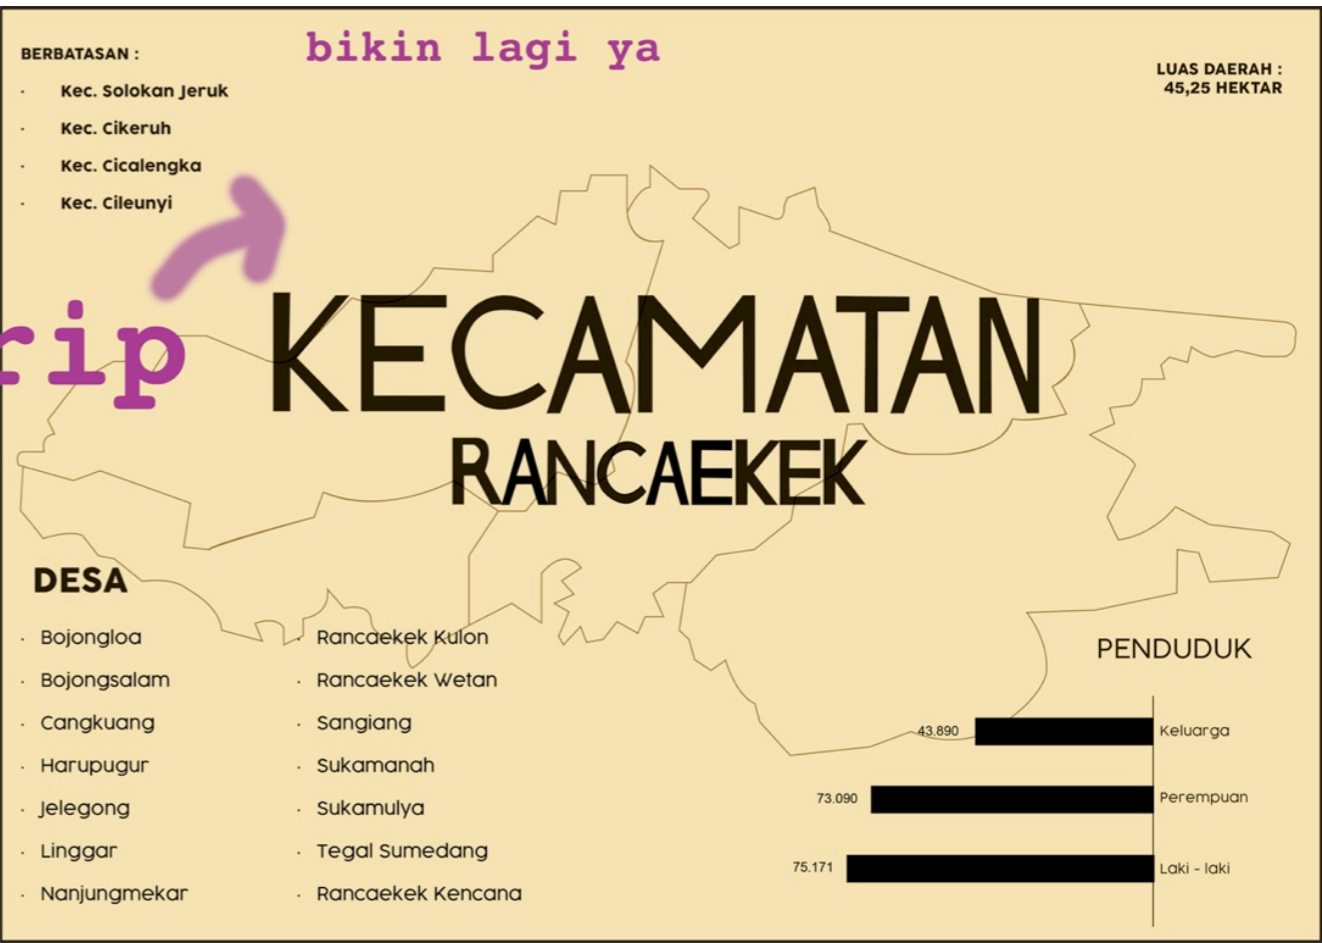 bikin lagi ya
BERBATASAN :
· Kec. Solokan Jeruk
· Kec. Cikeruh
· Kec. Cicalengka
· Kec. Cileunyi
LUAS DAERAH :
45,25 HEKTAR
rip
KECAMATAN
RANCAEKEK
DESA
· Bojongloa
· Bojongsalam
· Cangkuang
· Harupugur
· Jelegong
· Linggar
· Nanjungmekar
· Rancaekek Kulon
· Rancaekek Wetan
· Sangiang
· Sukamanah
· Sukamulya
· Tegal Sumedang
· Rancaekek Kencana
PENDUDUK
43.890 Keluarga
73.090 Perempuan
75.171 Laki - laki